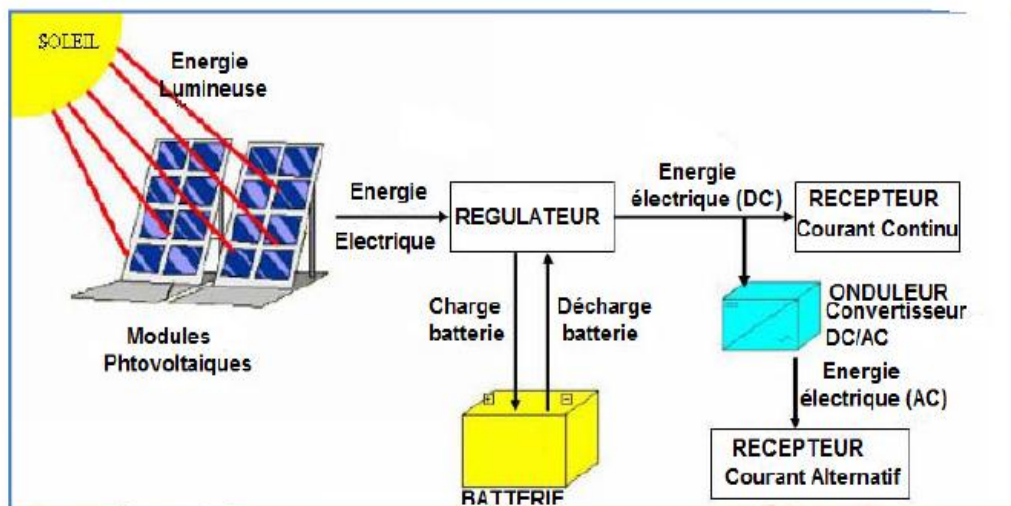 SOLEIL
Energie
Lumineuse
Modules
Phtovoltaiques
Energie
Electrique
REGULATEUR
Charge
batterie
Décharge
batterie
+
−
BATTERIE
Energie
électrique (DC)
RECEPTEUR
Courant Continu
ONDULEUR
Convertisseur
DC/AC
Energie
électrique (AC)
RECEPTEUR
Courant Alternatif